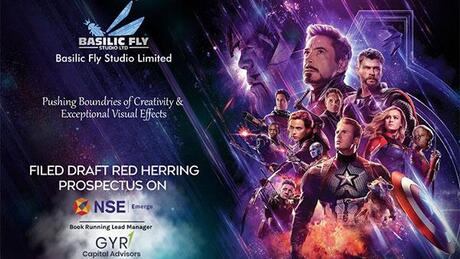 BASILIC FLY
STUDIO LTD
Basilic Fly Studio Limited
Pushing Boundries of Creativity &
Exceptional Visual Effects
FILED DRAFT RED HERRING
PROSPECTUS ON
NSE Emerge
Book Running Lead Manager
GYR
Capital Advisors